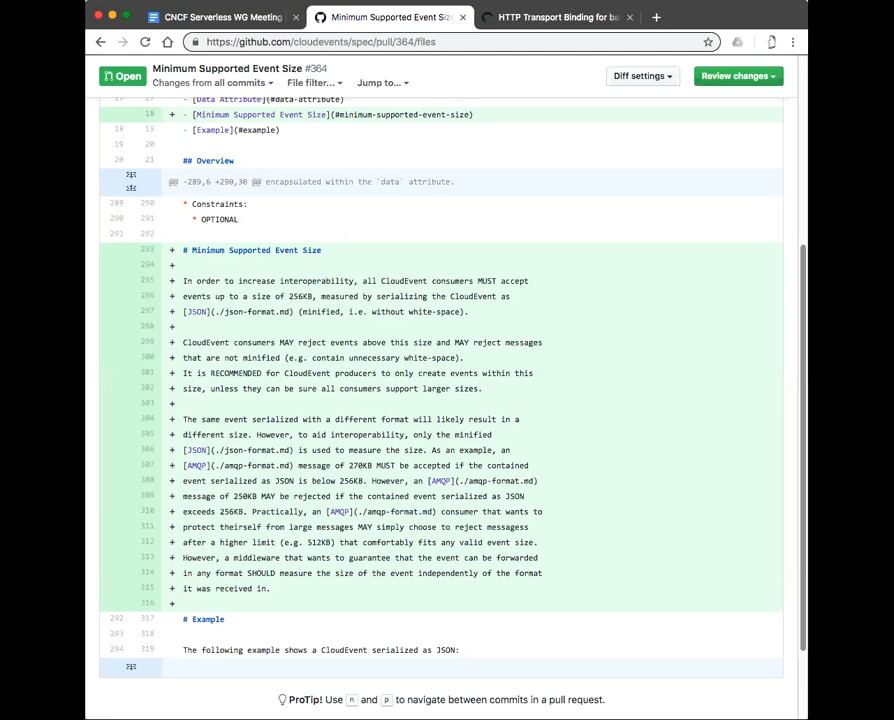 CNCF Serverless WG Meeting
Minimum Supported Event Size
HTTP Transport Binding for ba
https://github.com/cloudevents/spec/pull/364/files
Open
Minimum Supported Event Size #364
Changes from all commits
File filter...
Jump to...
Diff settings
Review changes
17 17 - [Data Attribute](#data-attribute)
18 + - [Minimum Supported Event Size](#minimum-supported-event-size)
18 19 - [Example](#example)
19 20
20 21 ## Overview
@@ -289,6 +290,30 @@ encapsulated within the `data` attribute.
289 290 * Constraints:
290 291 * OPTIONAL
291 292
293 + # Minimum Supported Event Size
294 +
295 + In order to increase interoperability, all CloudEvent consumers MUST accept
296 + events up to a size of 256KB, measured by serializing the CloudEvent as
297 + [JSON](./json-format.md) (minified, i.e. without white-space).
298 +
299 + CloudEvent consumers MAY reject events above this size and MAY reject messages
300 + that are not minified (e.g. contain unnecessary white-space).
301 + It is RECOMMENDED for CloudEvent producers to only create events within this
302 + size, unless they can be sure all consumers support larger sizes.
303 +
304 + The same event serialized with a different format will likely result in a
305 + different size. However, to aid interoperability, only the minified
306 + [JSON](./json-format.md) is used to measure the size. As an example, an
307 + [AMQP](./amqp-format.md) message of 270KB MUST be accepted if the contained
308 + event serialized as JSON is below 256KB. However, an [AMQP](./amqp-format.md)
309 + message of 250KB MAY be rejected if the contained event serialized as JSON
310 + exceeds 256KB. Practically, an [AMQP](./amqp-format.md) consumer that wants to
311 + protect theirself from large messages MAY simply choose to reject messagess
312 + after a higher limit (e.g. 512KB) that comfortably fits any valid event size.
313 + However, a middleware that wants to guarantee that the event can be forwarded
314 + in any format SHOULD measure the size of the event independently of the format
315 + it was received in.
316 +
292 317 # Example
293 318
294 319 The following example shows a CloudEvent serialized as JSON:
ProTip! Use n and p to navigate between commits in a pull request.